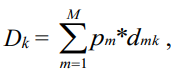 D_k = \sum_{m=1}^{M} p_m * d_{mk} ,